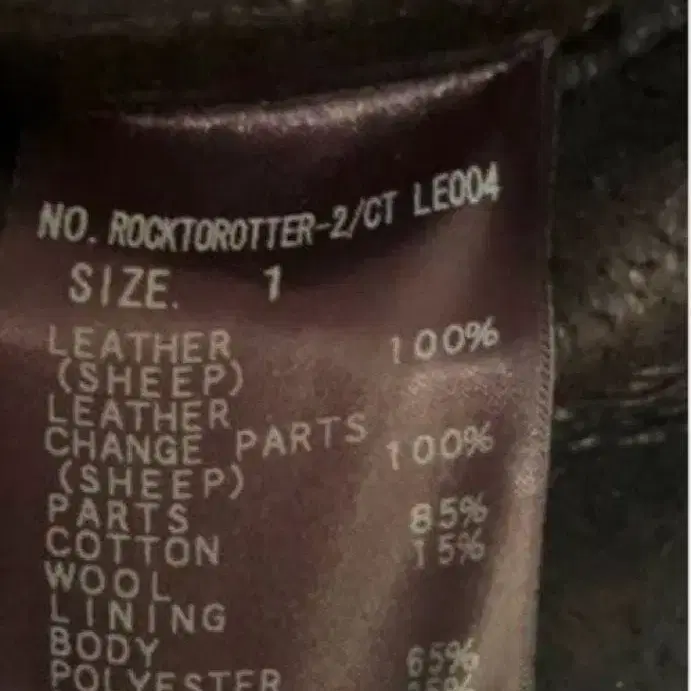 NO. ROCKTOROTTER-2/CT LE004
SIZE. 1
LEATHER 100%
(SHEEP)
LEATHER
CHANGE PARTS 100%
(SHEEP)
PARTS
COTTON 85%
WOOL 15%
LINING
BODY
POLYESTER 65%